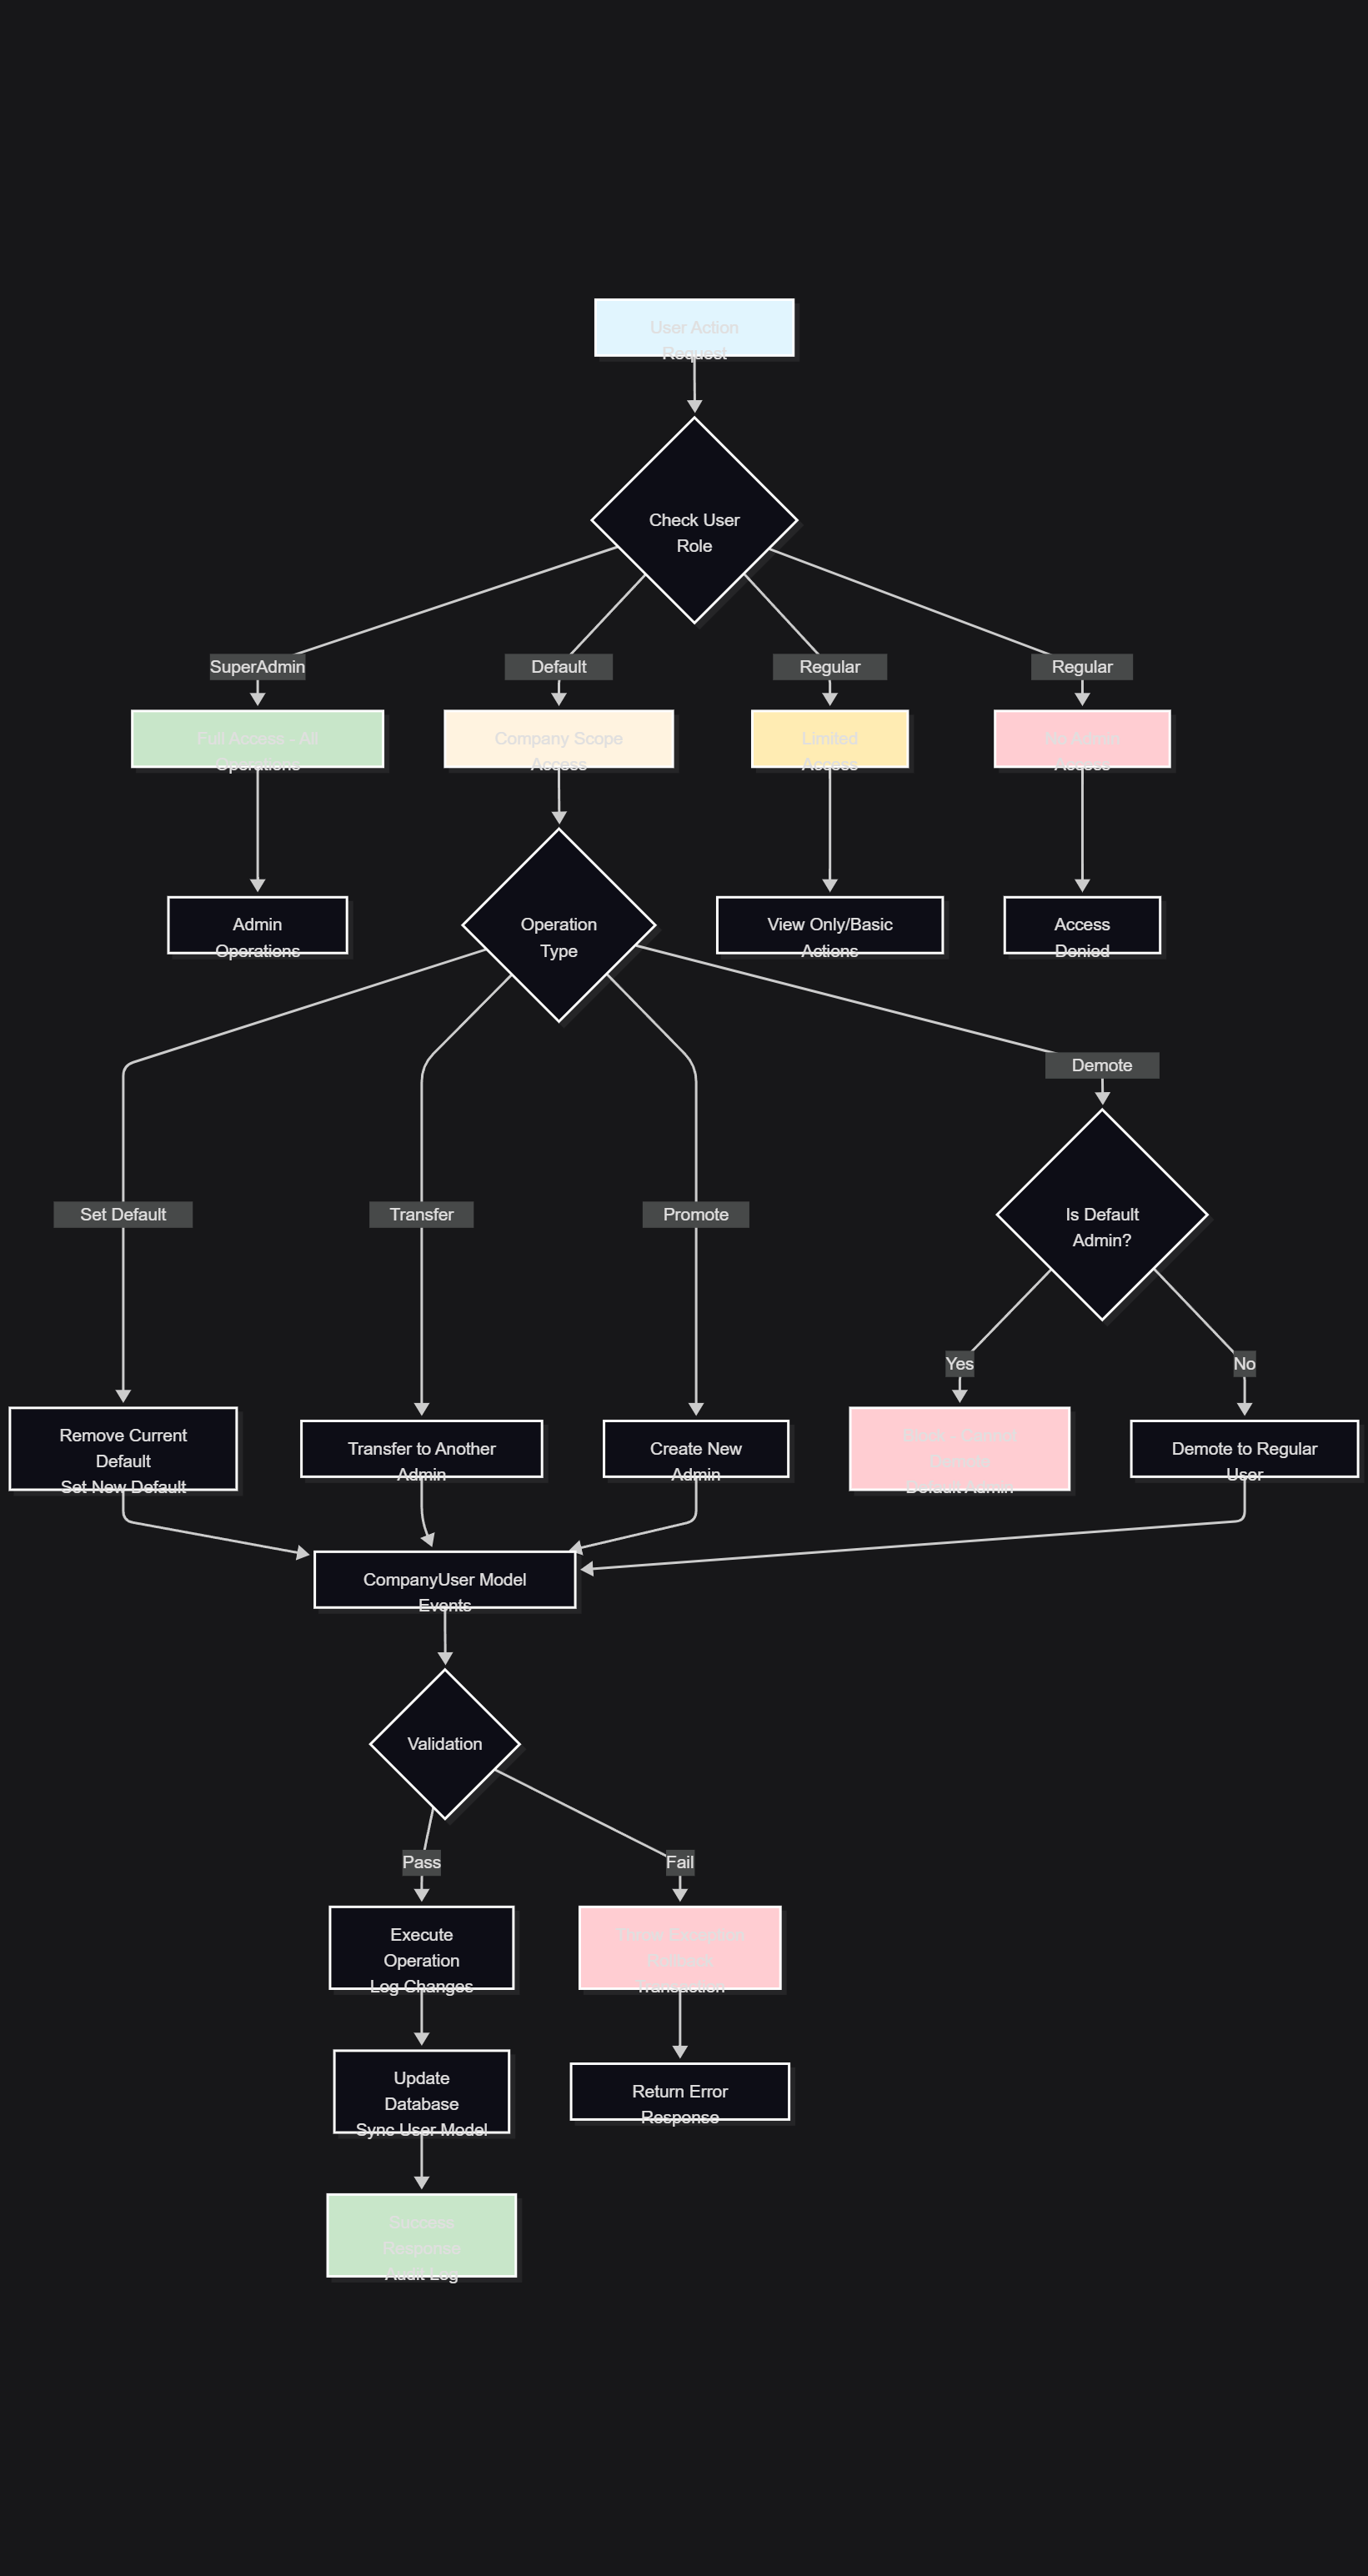 User Action
Request
Check User
Role
SuperAdmin
Default
Regular
Regular
Full Access - All
Operations
Company Scope
Access
Limited
Access
No Admin
Access
Admin
Operations
Operation
Type
View Only/Basic
Actions
Access
Denied
Demote
Set Default
Transfer
Promote
Is Default
Admin?
Yes
No
Remove Current
Default
Set New Default
Transfer to Another
Admin
Create New
Admin
Block - Cannot
Demote
Default Admin
Demote to Regular
User
CompanyUser Model
Events
Validation
Pass
Fail
Execute
Operation
Log Changes
Throw Exception
Rollback
Transaction
Update
Database
Sync User Model
Return Error
Response
Success
Response
Audit Log